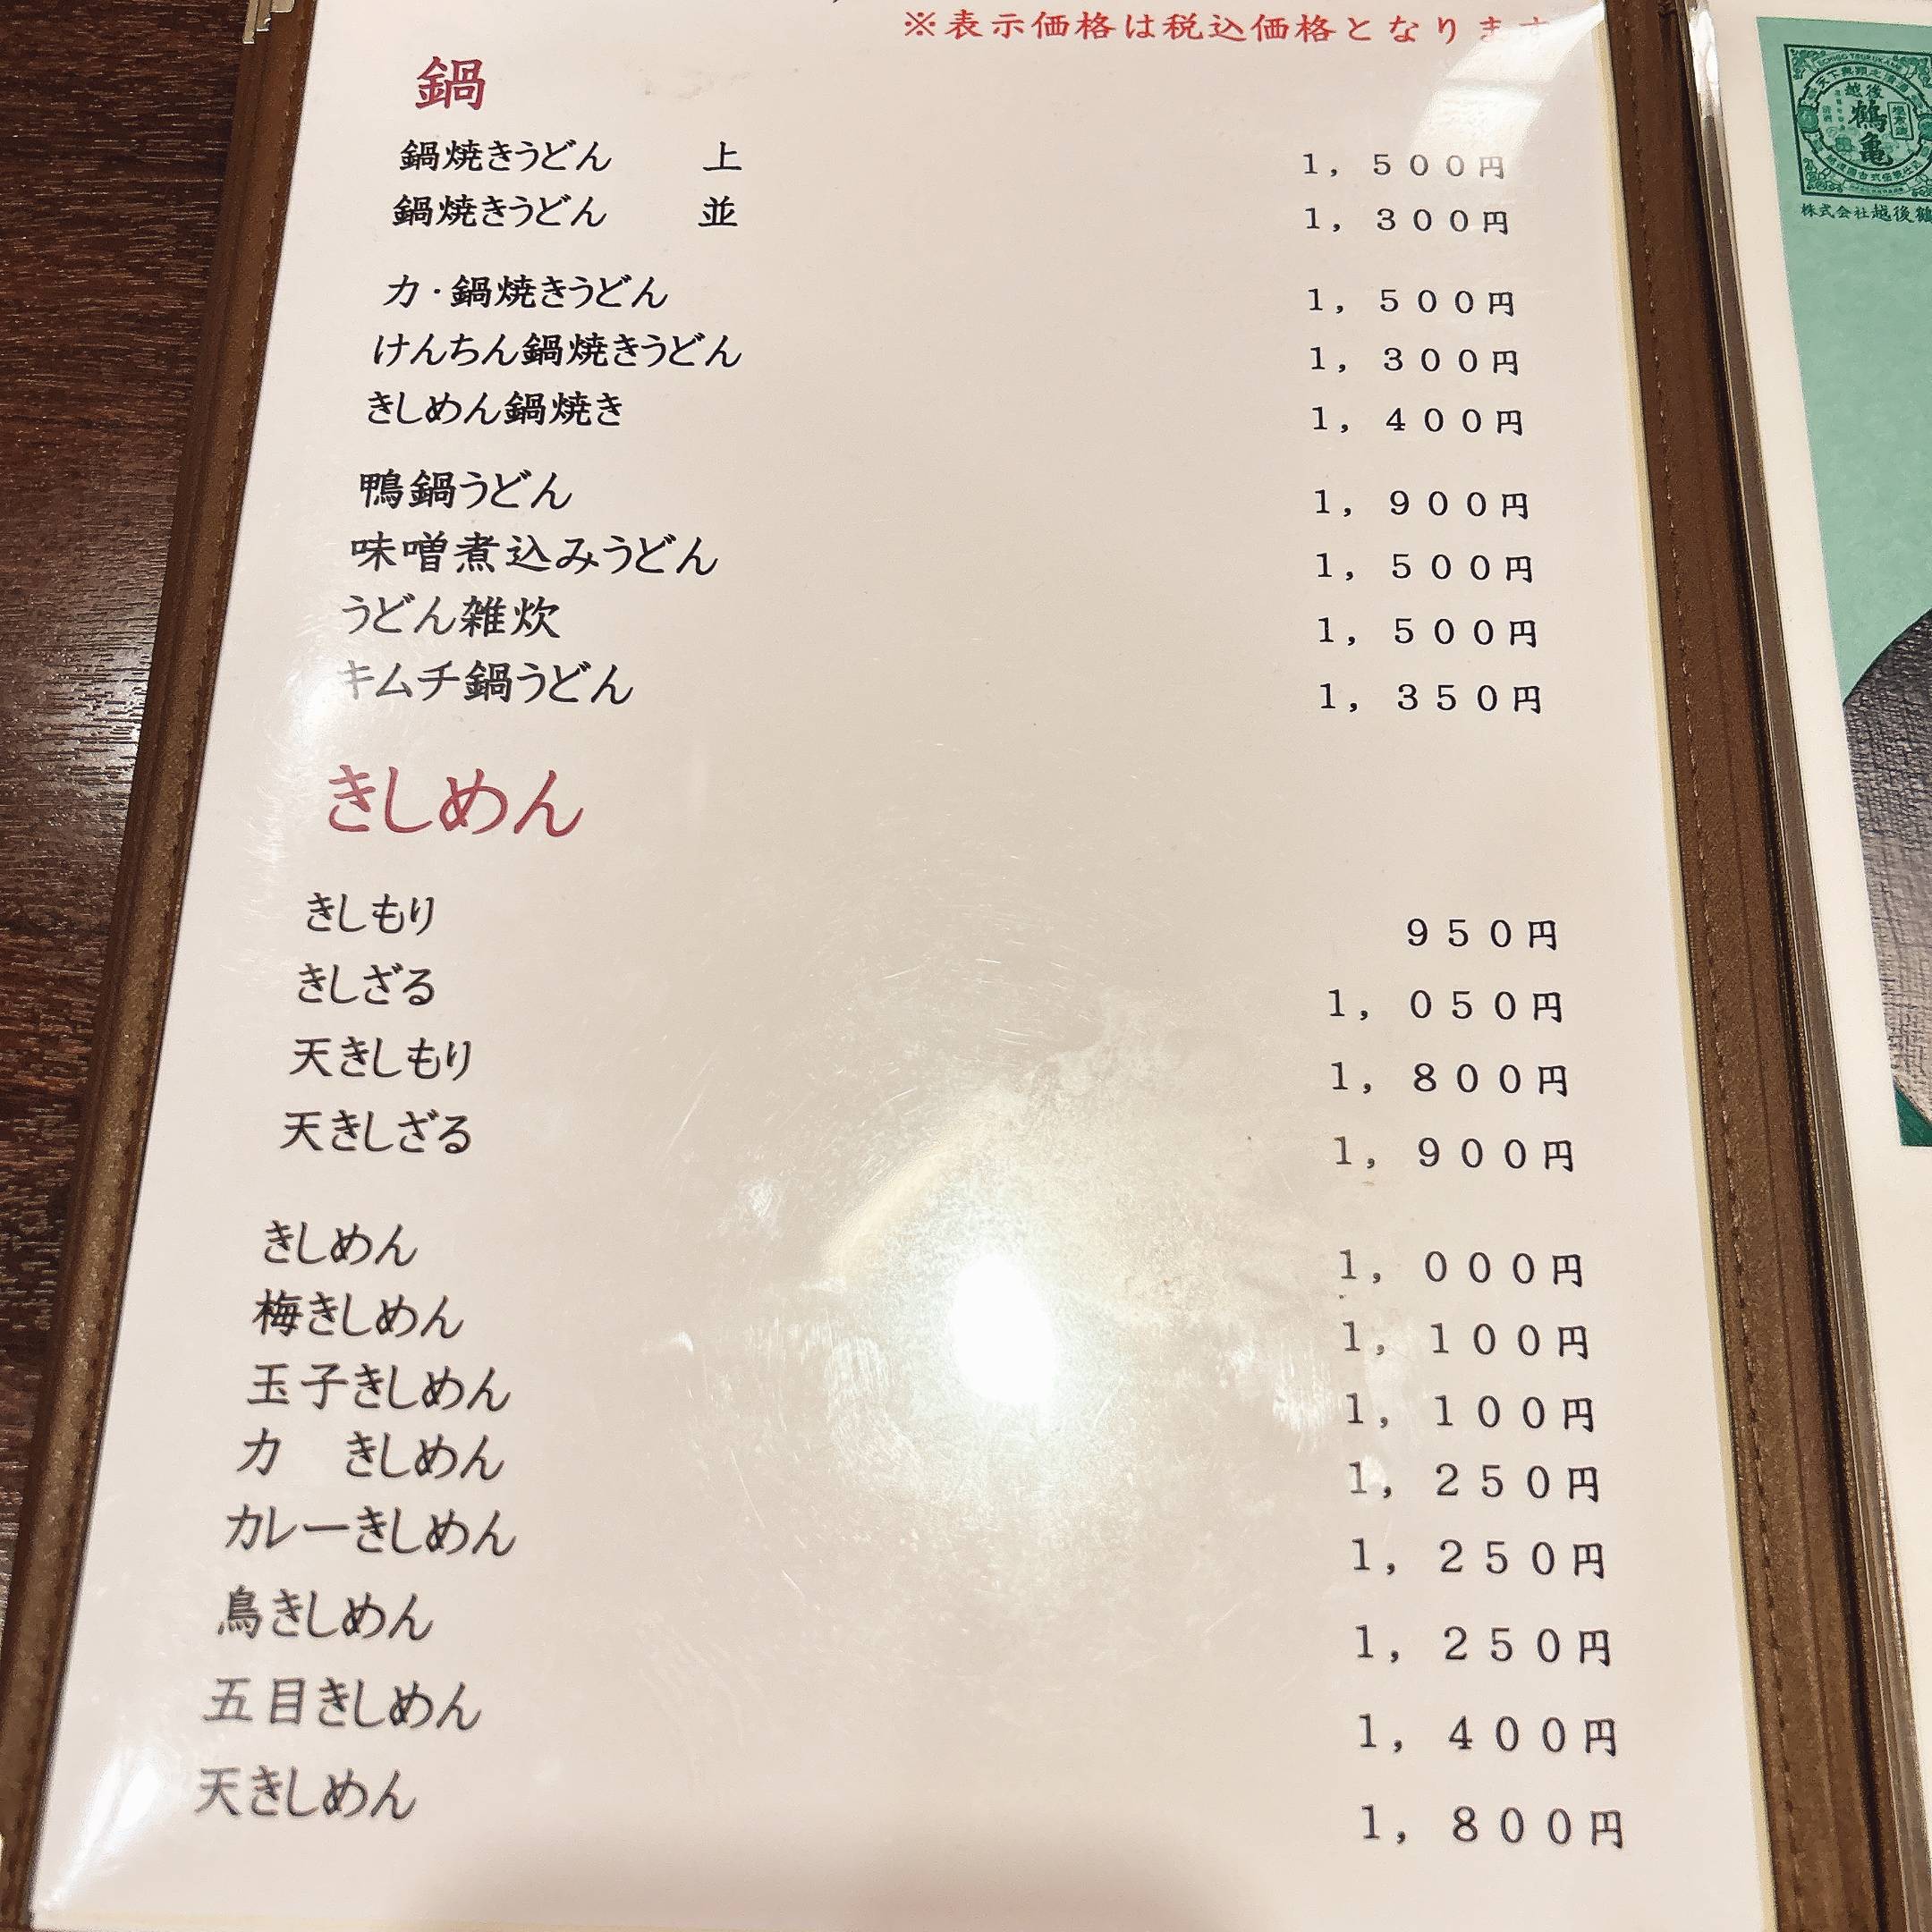 ※表示価格は税込価格となります
鍋
鍋焼きうどん　上　1,500円
鍋焼きうどん　並　1,300円
力・鍋焼きうどん　1,500円
けんちん鍋焼きうどん　1,300円
きしめん鍋焼き　1,400円
鴨鍋うどん　1,900円
味噌煮込みうどん　1,500円
うどん雑炊　1,500円
キムチ鍋うどん　1,350円
きしめん
きしもり　950円
きしざる　1,050円
天きしもり　1,800円
天きしざる　1,900円
きしめん　1,000円
梅きしめん　1,100円
玉子きしめん　1,100円
力　きしめん　1,250円
カレーきしめん　1,250円
鳥きしめん　1,250円
五目きしめん　1,400円
天きしめん　1,800円
越後
鶴亀
株式会社越後鶴